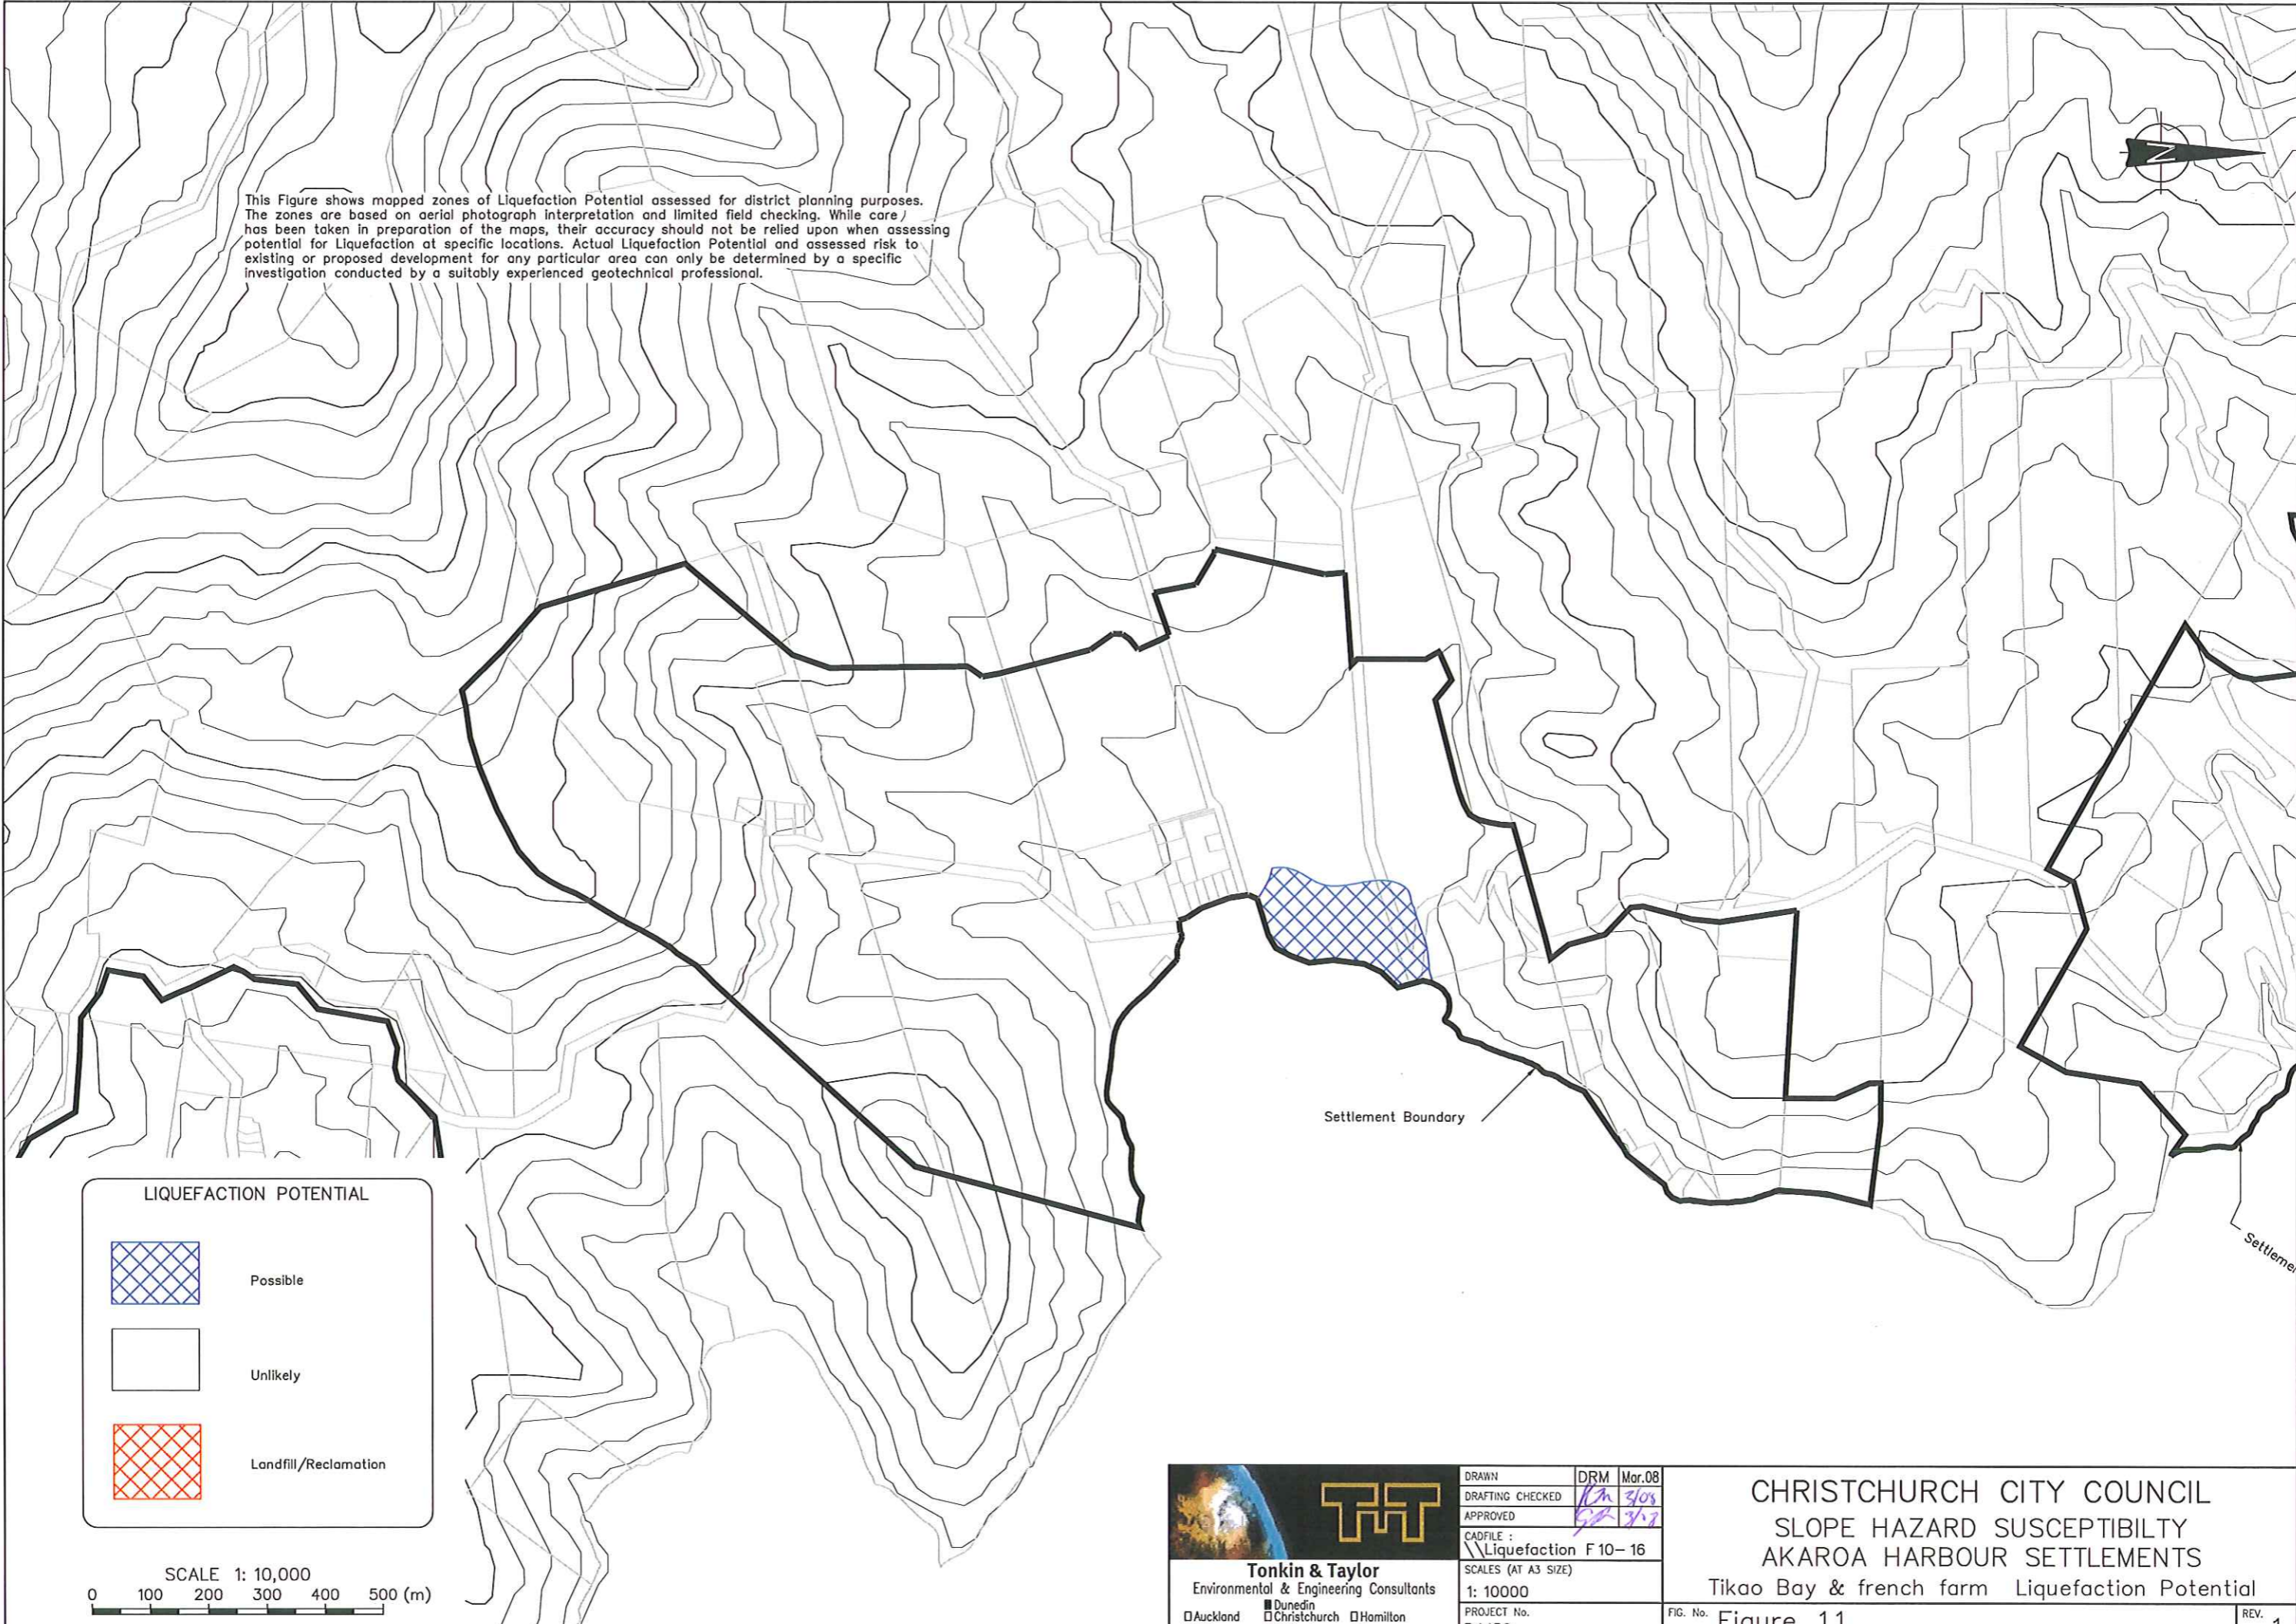 This Figure shows mapped zones of Liquefaction Potential assessed for district planning purposes.
The zones are based on aerial photograph interpretation and limited field checking. While care
has been taken in preparation of the maps, their accuracy should not be relied upon when assessing
potential for Liquefaction at specific locations. Actual Liquefaction Potential and assessed risk to
existing or proposed development for any particular area can only be determined by a specific
investigation conducted by a suitably experienced geotechnical professional.
N
Settlement Boundary
Settleme
LIQUEFACTION POTENTIAL
Possible
Unlikely
Landfill/Reclamation
SCALE 1: 10,000
0 100 200 300 400 500 (m)
T+T
Tonkin & Taylor
Environmental & Engineering Consultants
Dunedin
Auckland Christchurch Hamilton
DRAWN DRM Mar.08
DRAFTING CHECKED 3/08
APPROVED
CADFILE :
\\Liquefaction F10-16
SCALES (AT A3 SIZE)
1: 10000
PROJECT No.
CHRISTCHURCH CITY COUNCIL
SLOPE HAZARD SUSCEPTIBILTY
AKAROA HARBOUR SETTLEMENTS
Tikao Bay & french farm Liquefaction Potential
FIG. No. Figure 11
REV.